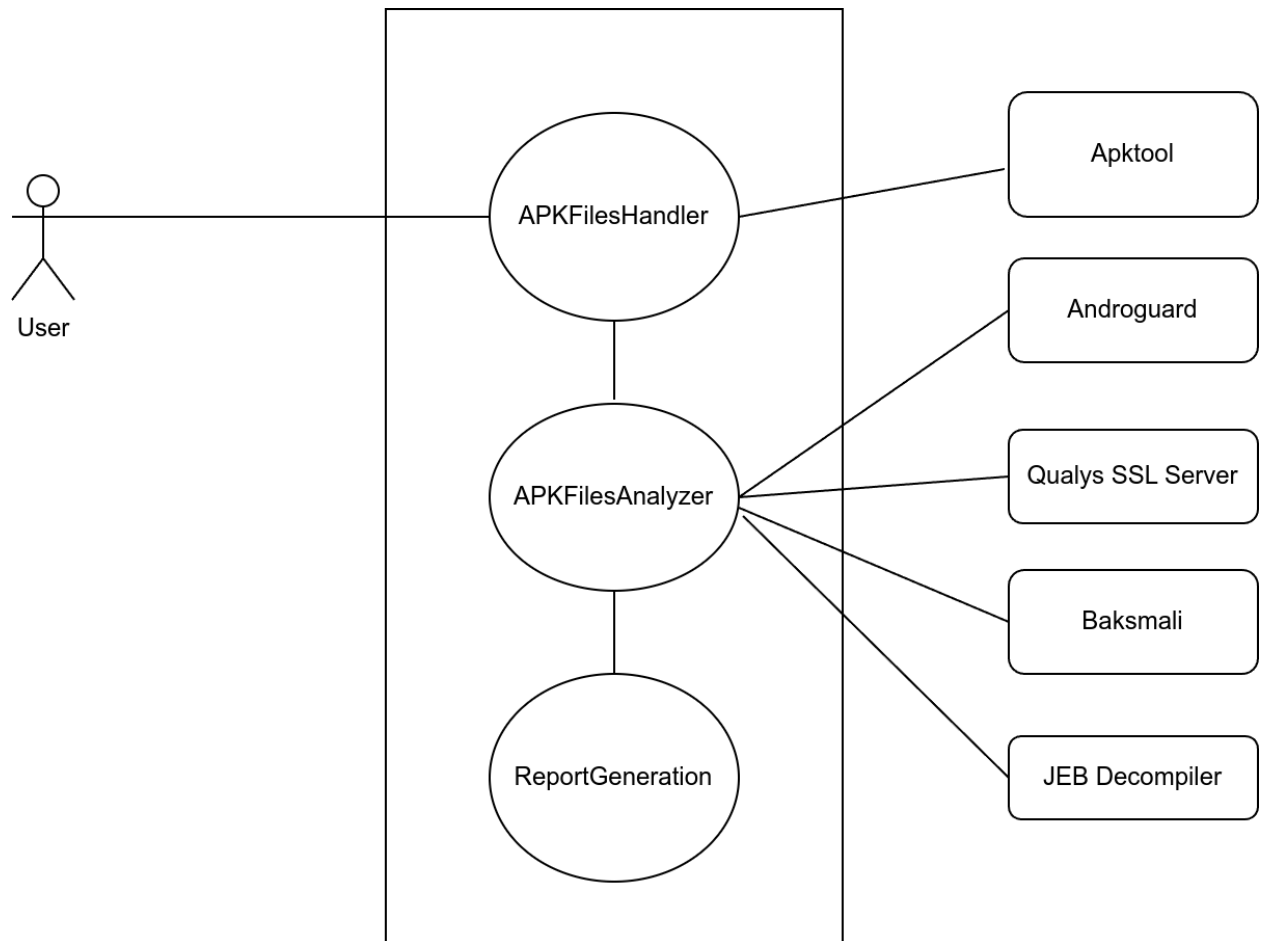 Apktool
APKFilesHandler
Androguard
User
Qualys SSL Server
APKFilesAnalyzer
Baksmali
ReportGeneration
JEB Decompiler